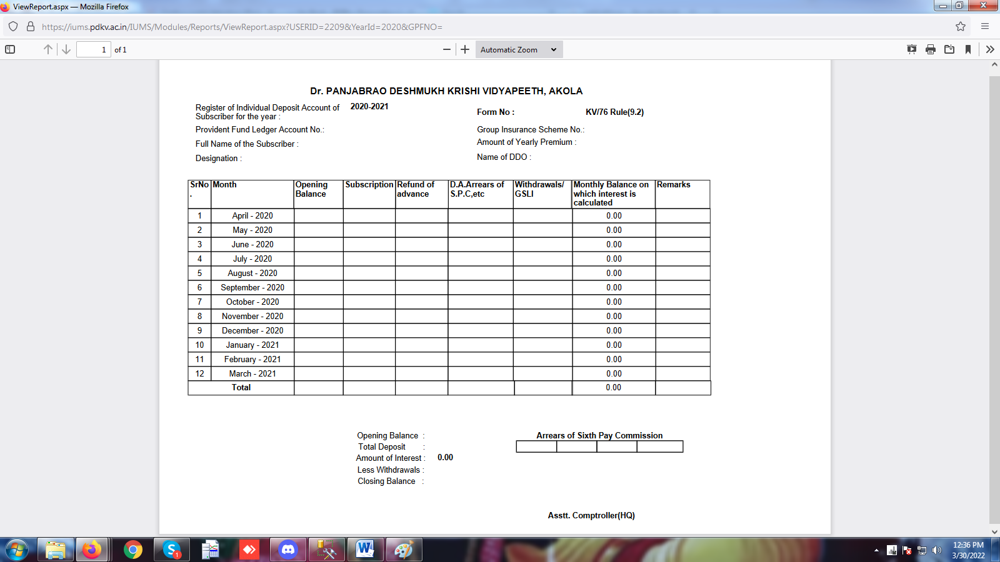 ViewReport.aspx — Mozilla Firefox
https://iums.pdkv.ac.in/IUMS/Modules/Reports/ViewReport.aspx?USERID=2209&YearId=2020&GPFNO=
1 of 1 Automatic Zoom
Dr. PANJABRAO DESHMUKH KRISHI VIDYAPEETH, AKOLA
Register of Individual Deposit Account of 2020-2021
Subscriber for the year :
Form No : KV/76 Rule(9.2)
Provident Fund Ledger Account No.: Group Insurance Scheme No.:
Full Name of the Subscriber : Amount of Yearly Premium :
Designation : Name of DDO :
SrNo Month Opening Subscription Refund of D.A.Arrears of Withdrawals/ Monthly Balance on Remarks
. Balance advance S.P.C,etc GSLI which interest is
calculated
1 April - 2020 0.00
2 May - 2020 0.00
3 June - 2020 0.00
4 July - 2020 0.00
5 August - 2020 0.00
6 September - 2020 0.00
7 October - 2020 0.00
8 November - 2020 0.00
9 December - 2020 0.00
10 January - 2021 0.00
11 February - 2021 0.00
12 March - 2021 0.00
Total 0.00
Opening Balance : Arrears of Sixth Pay Commission
Total Deposit :
Amount of Interest : 0.00
Less Withdrawals :
Closing Balance :
Asstt. Comptroller(HQ)
S 1 W 12:36 PM
3/30/2022